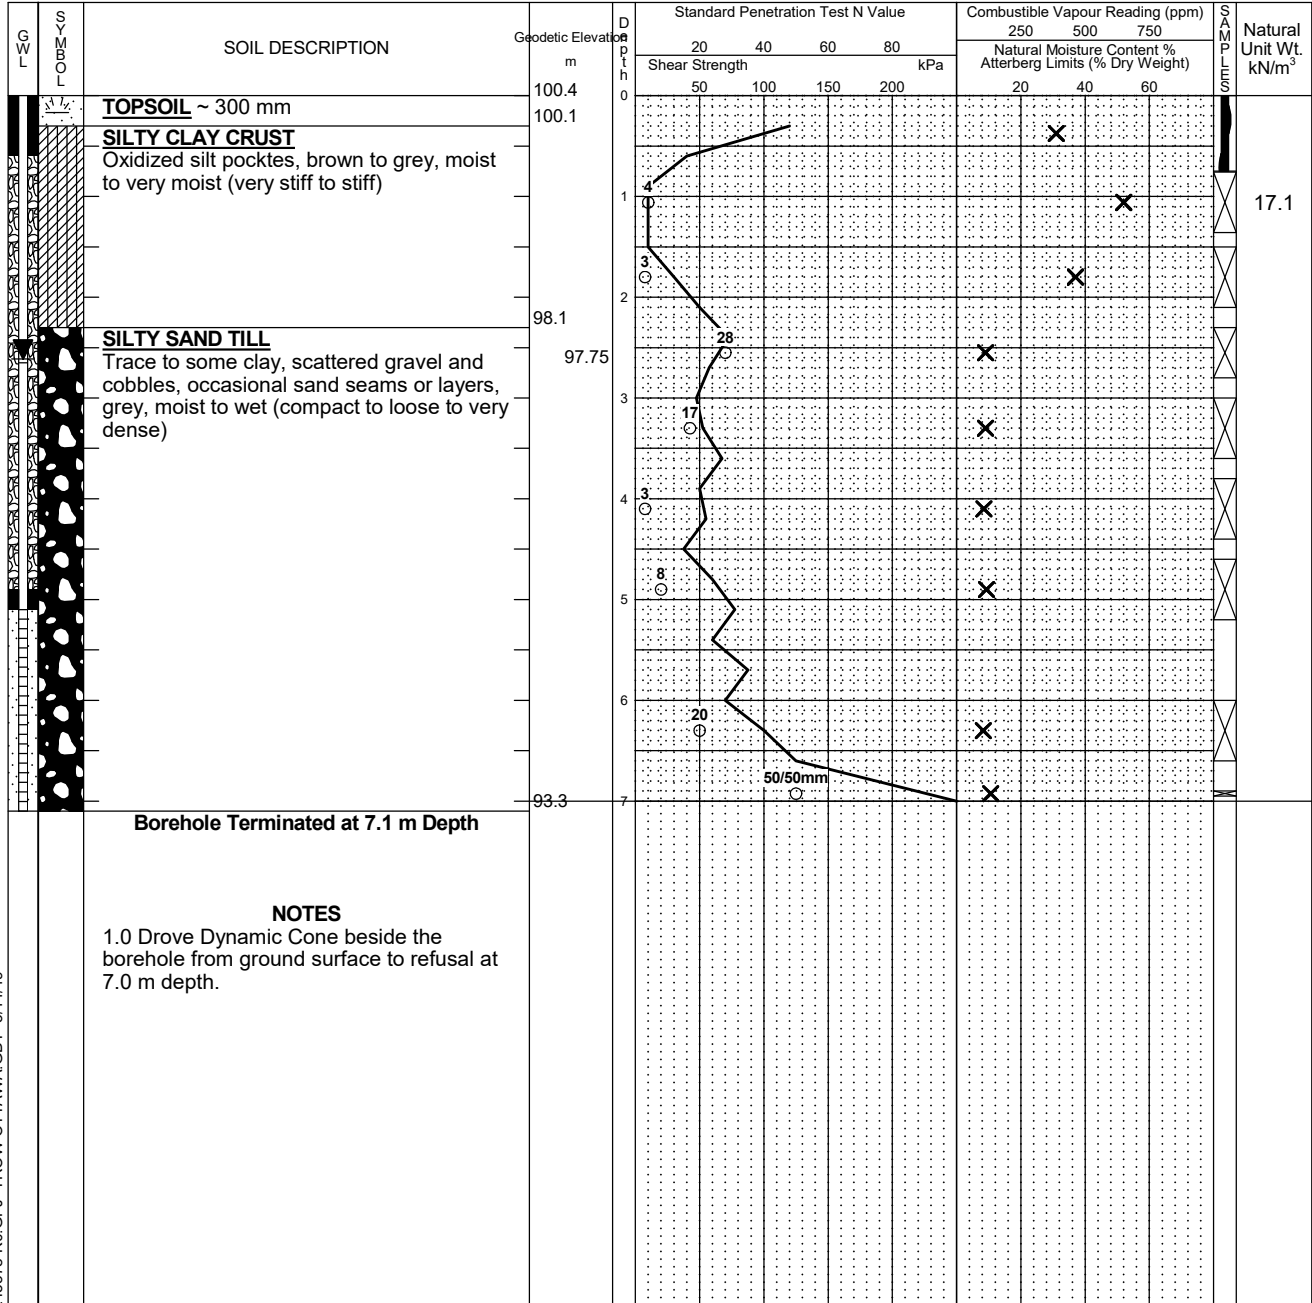 GWL
SYMBOL
SOIL DESCRIPTION
Geodetic Elevation
m
Depth
Standard Penetration Test N Value
20 40 60 80
Shear Strength kPa
50 100 150 200
Combustible Vapour Reading (ppm)
250 500 750
Natural Moisture Content %
Atterberg Limits (% Dry Weight)
20 40 60
SAMPLES
Natural
Unit Wt.
kN/m³
100.4
0
TOPSOIL ~ 300 mm
100.1
SILTY CLAY CRUST
Oxidized silt pocktes, brown to grey, moist
to very moist (very stiff to stiff)
4
1
17.1
3
2
98.1
SILTY SAND TILL
Trace to some clay, scattered gravel and
cobbles, occasional sand seams or layers,
grey, moist to wet (compact to loose to very
dense)
28
97.75
3
17
3
4
8
5
6
20
50/50mm
93.3
7
Borehole Terminated at 7.1 m Depth
NOTES
1.0 Drove Dynamic Cone beside the
borehole from ground surface to refusal at
7.0 m depth.